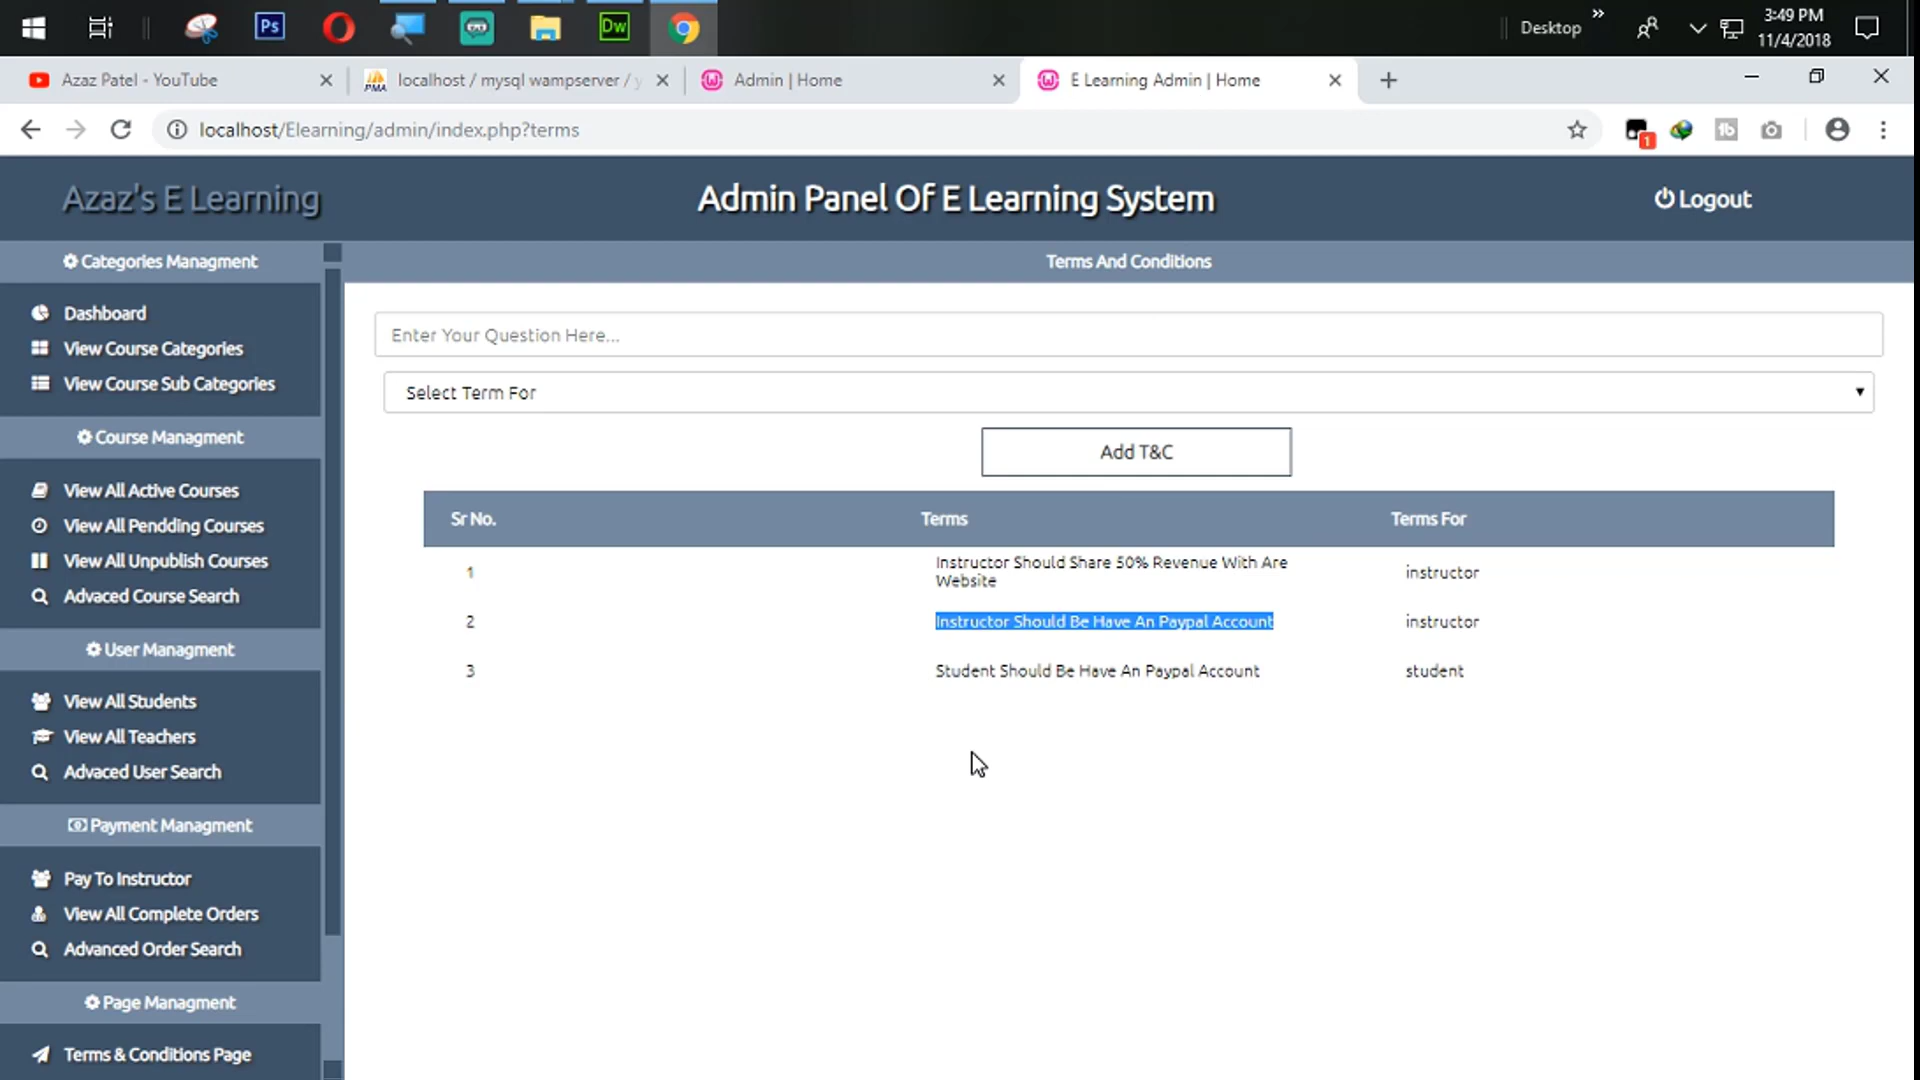 Ps
Dw
Desktop
»
3:49 PM
11/4/2018
Azaz Patel - YouTube
PMA
localhost / mysql wampserver /
Admin | Home
E Learning Admin | Home
localhost/Elearning/admin/index.php?terms
1
Azaz's E Learning
Admin Panel Of E Learning System
Logout
Categories Managment
Terms And Conditions
Dashboard
View Course Categories
View Course Sub Categories
Enter Your Question Here...
Select Term For
Add T&C
Course Managment
View All Active Courses
View All Pendding Courses
View All Unpublish Courses
Advaced Course Search
Sr No. Terms Terms For
1 Instructor Should Share 50% Revenue With Are
Website instructor
2 Instructor Should Be Have An Paypal Account instructor
3 Student Should Be Have An Paypal Account student
User Managment
View All Students
View All Teachers
Advaced User Search
Payment Managment
Pay To Instructor
View All Complete Orders
Advanced Order Search
Page Managment
Terms & Conditions Page